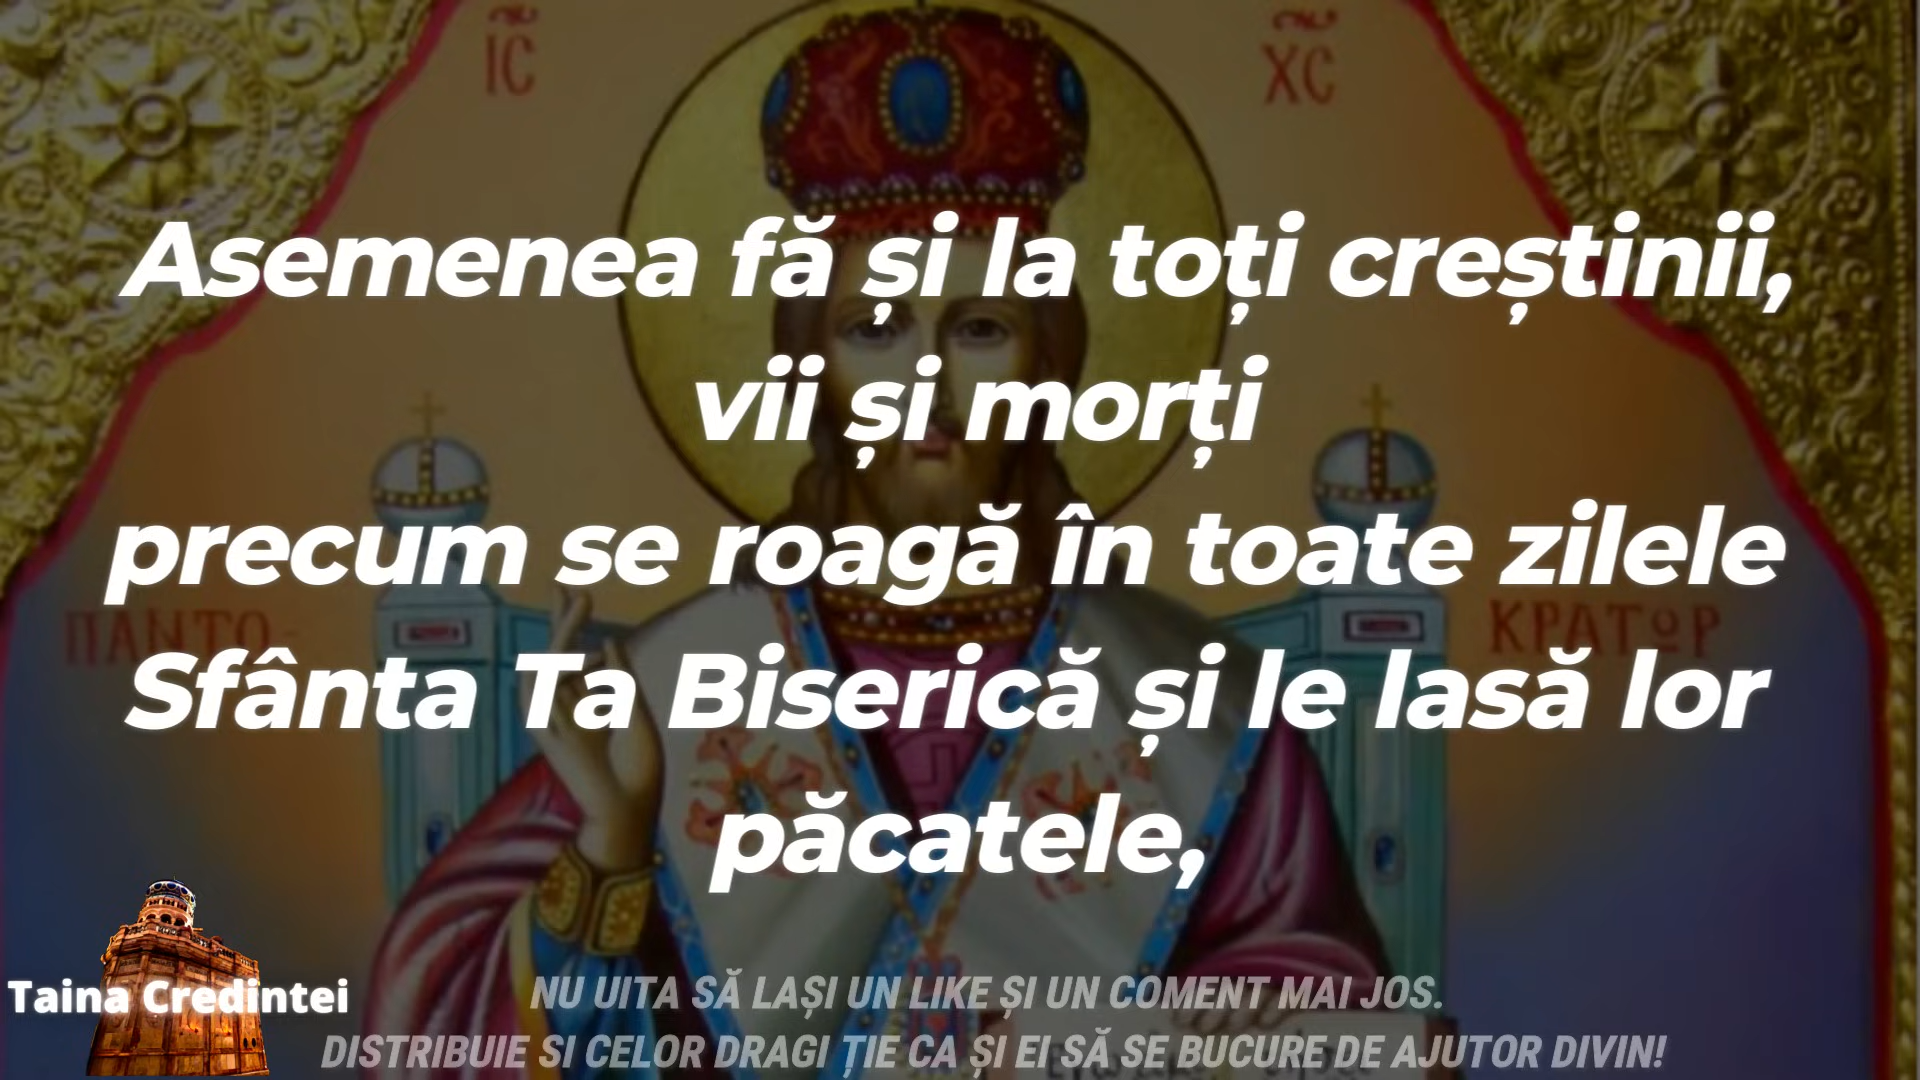 ІС ХС
Asemenea fă și la toți creștinii,
vii și morți
precum se roagă în toate zilele
ПАНТО- КРАТОР
Sfânta Ta Biserică și le lasă lor
păcatele,
Taina Credintei
NU UITA SĂ LAȘI UN LIKE ȘI UN COMENT MAI JOS.
DISTRIBUIE SI CELOR DRAGI ȚIE CA ȘI EI SĂ SE BUCURE DE AJUTOR DIVIN!